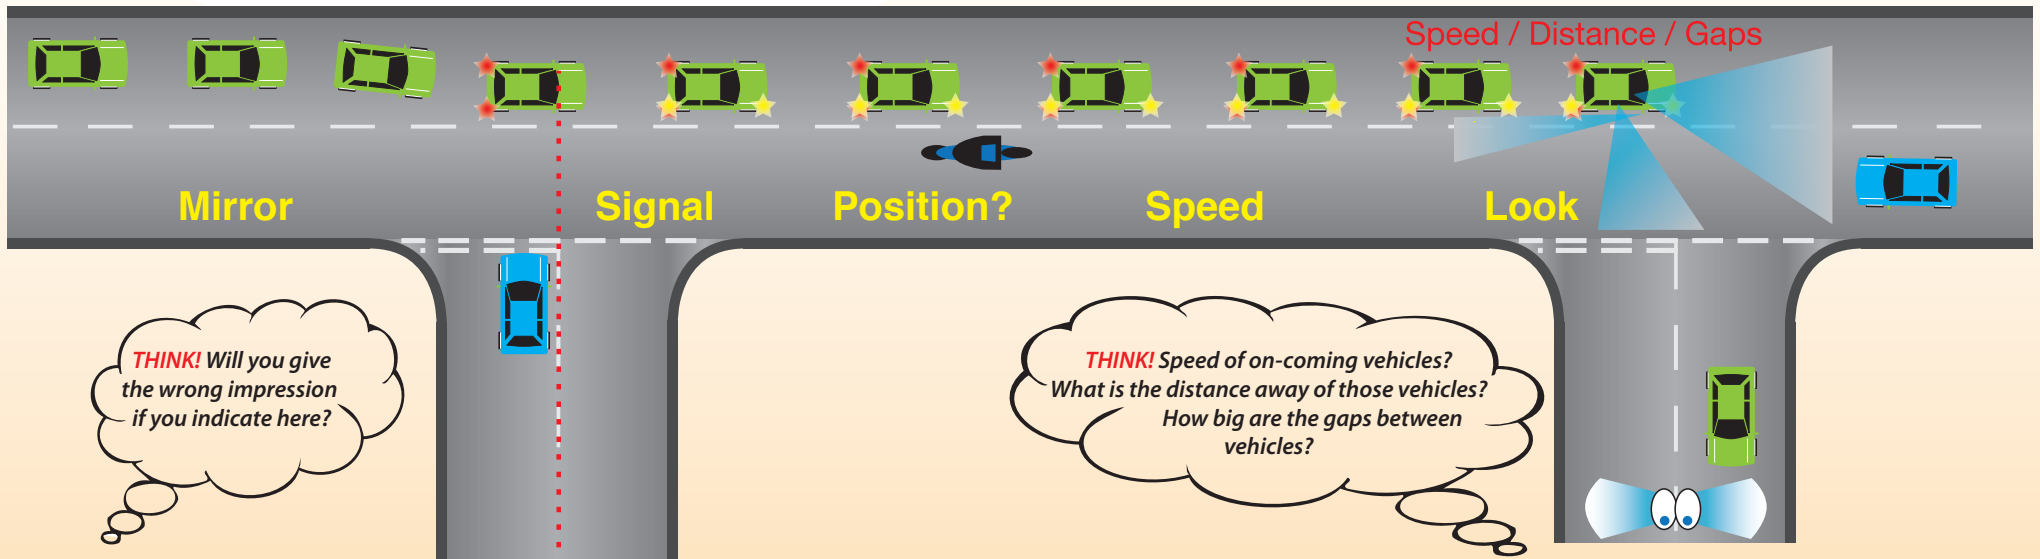 Speed / Distance / Gaps
Mirror
Signal
Position?
Speed
Look
THINK! Will you give
the wrong impression
if you indicate here?
THINK! Speed of on-coming vehicles?
What is the distance away of those vehicles?
How big are the gaps between
vehicles?